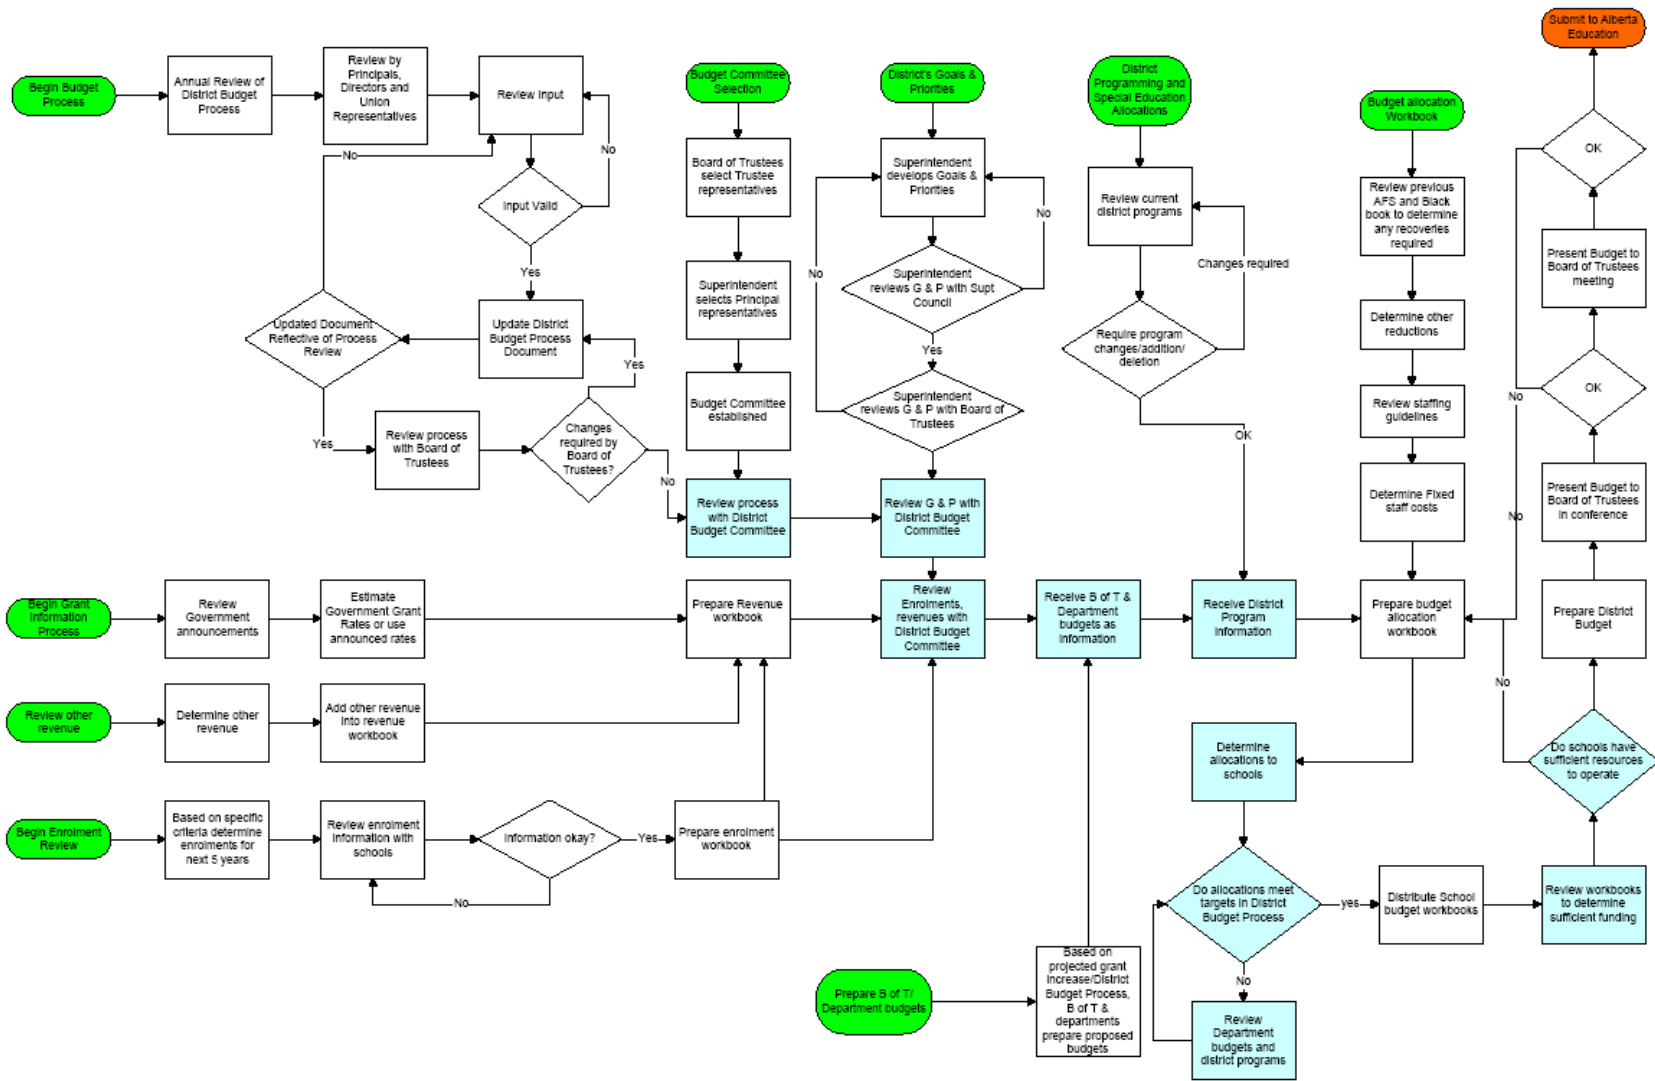 Submit to Alberta
Education
Begin Budget
Process
Annual Review of
District Budget
Process
Review by
Principals,
Directors and
Union
Representatives
Review Input
No
No
Input Valid
Yes
Updated Document
Reflective of Process
Review
Update District
Budget Process
Document
Yes
Yes
Review process
with Board of
Trustees
Changes
required by
Board of
Trustees?
No
Budget Committee
Selection
Board of Trustees
select Trustee
representatives
Superintendent
selects Principal
representatives
Budget Committee
established
Review process
with District
Budget Committee
District's Goals &
Priorities
Superintendent
develops Goals &
Priorities
No
No
Superintendent
reviews G & P with Supt
Council
Yes
Superintendent
reviews G & P with Board of
Trustees
Review G & P with
District Budget
Committee
District
Programming and
Special Education
Allocations
Review current
district programs
Changes required
Require program
changes/addition/
deletion
OK
Budget allocation
Workbook
Review previous
AFS and Black
book to determine
any recoveries
required
Determine other
reductions
Review staffing
guidelines
Determine Fixed
staff costs
OK
Present Budget to
Board of Trustees
meeting
OK
No
No
Present Budget to
Board of Trustees
in conference
Begin Grant
Information
Process
Review
Government
announcements
Estimate
Government Grant
Rates or use
announced rates
Prepare Revenue
workbook
Review
Enrolments,
revenues with
District Budget
Committee
Receive B of T &
Department
budgets as
information
Receive District
Program
Information
Prepare budget
allocation
workbook
Prepare District
Budget
No
Review other
revenue
Determine other
revenue
Add other revenue
into revenue
workbook
Determine
allocations to
schools
Do schools have
sufficient resources
to operate
Begin Enrolment
Review
Based on specific
criteria determine
enrolments for
next 5 years
Review enrolment
information with
schools
Information okay?
Yes
No
Prepare enrolment
workbook
Do allocations meet
targets in District
Budget Process
yes
Distribute School
budget workbooks
Review workbooks
to determine
sufficient funding
No
Prepare B of T/
Department budgets
Based on
projected grant
increase/District
Budget Process,
B of T &
departments
prepare proposed
budgets
Review
Department
budgets and
district programs